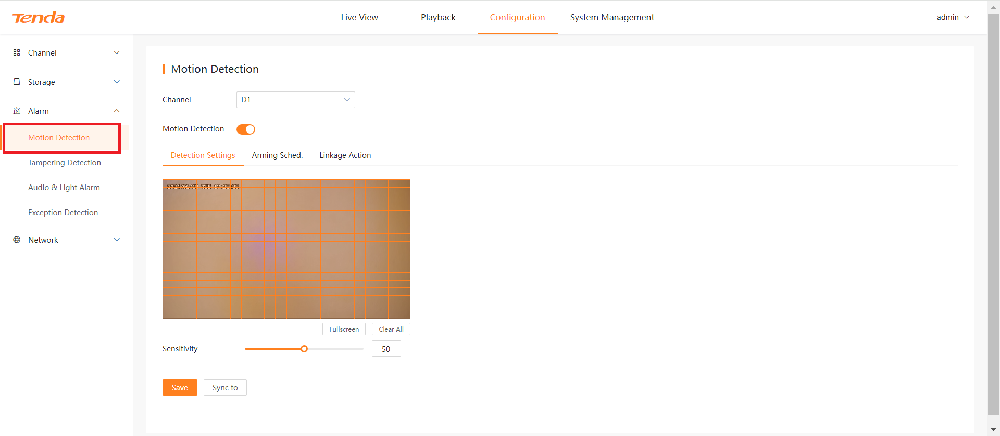 Tenda
Live View
Playback
Configuration
System Management
admin
Channel
Storage
Alarm
Motion Detection
Tampering Detection
Audio & Light Alarm
Exception Detection
Network
Motion Detection
Channel
D1
Motion Detection
Detection Settings
Arming Sched.
Linkage Action
Fullscreen
Clear All
Sensitivity
50
Save
Sync to